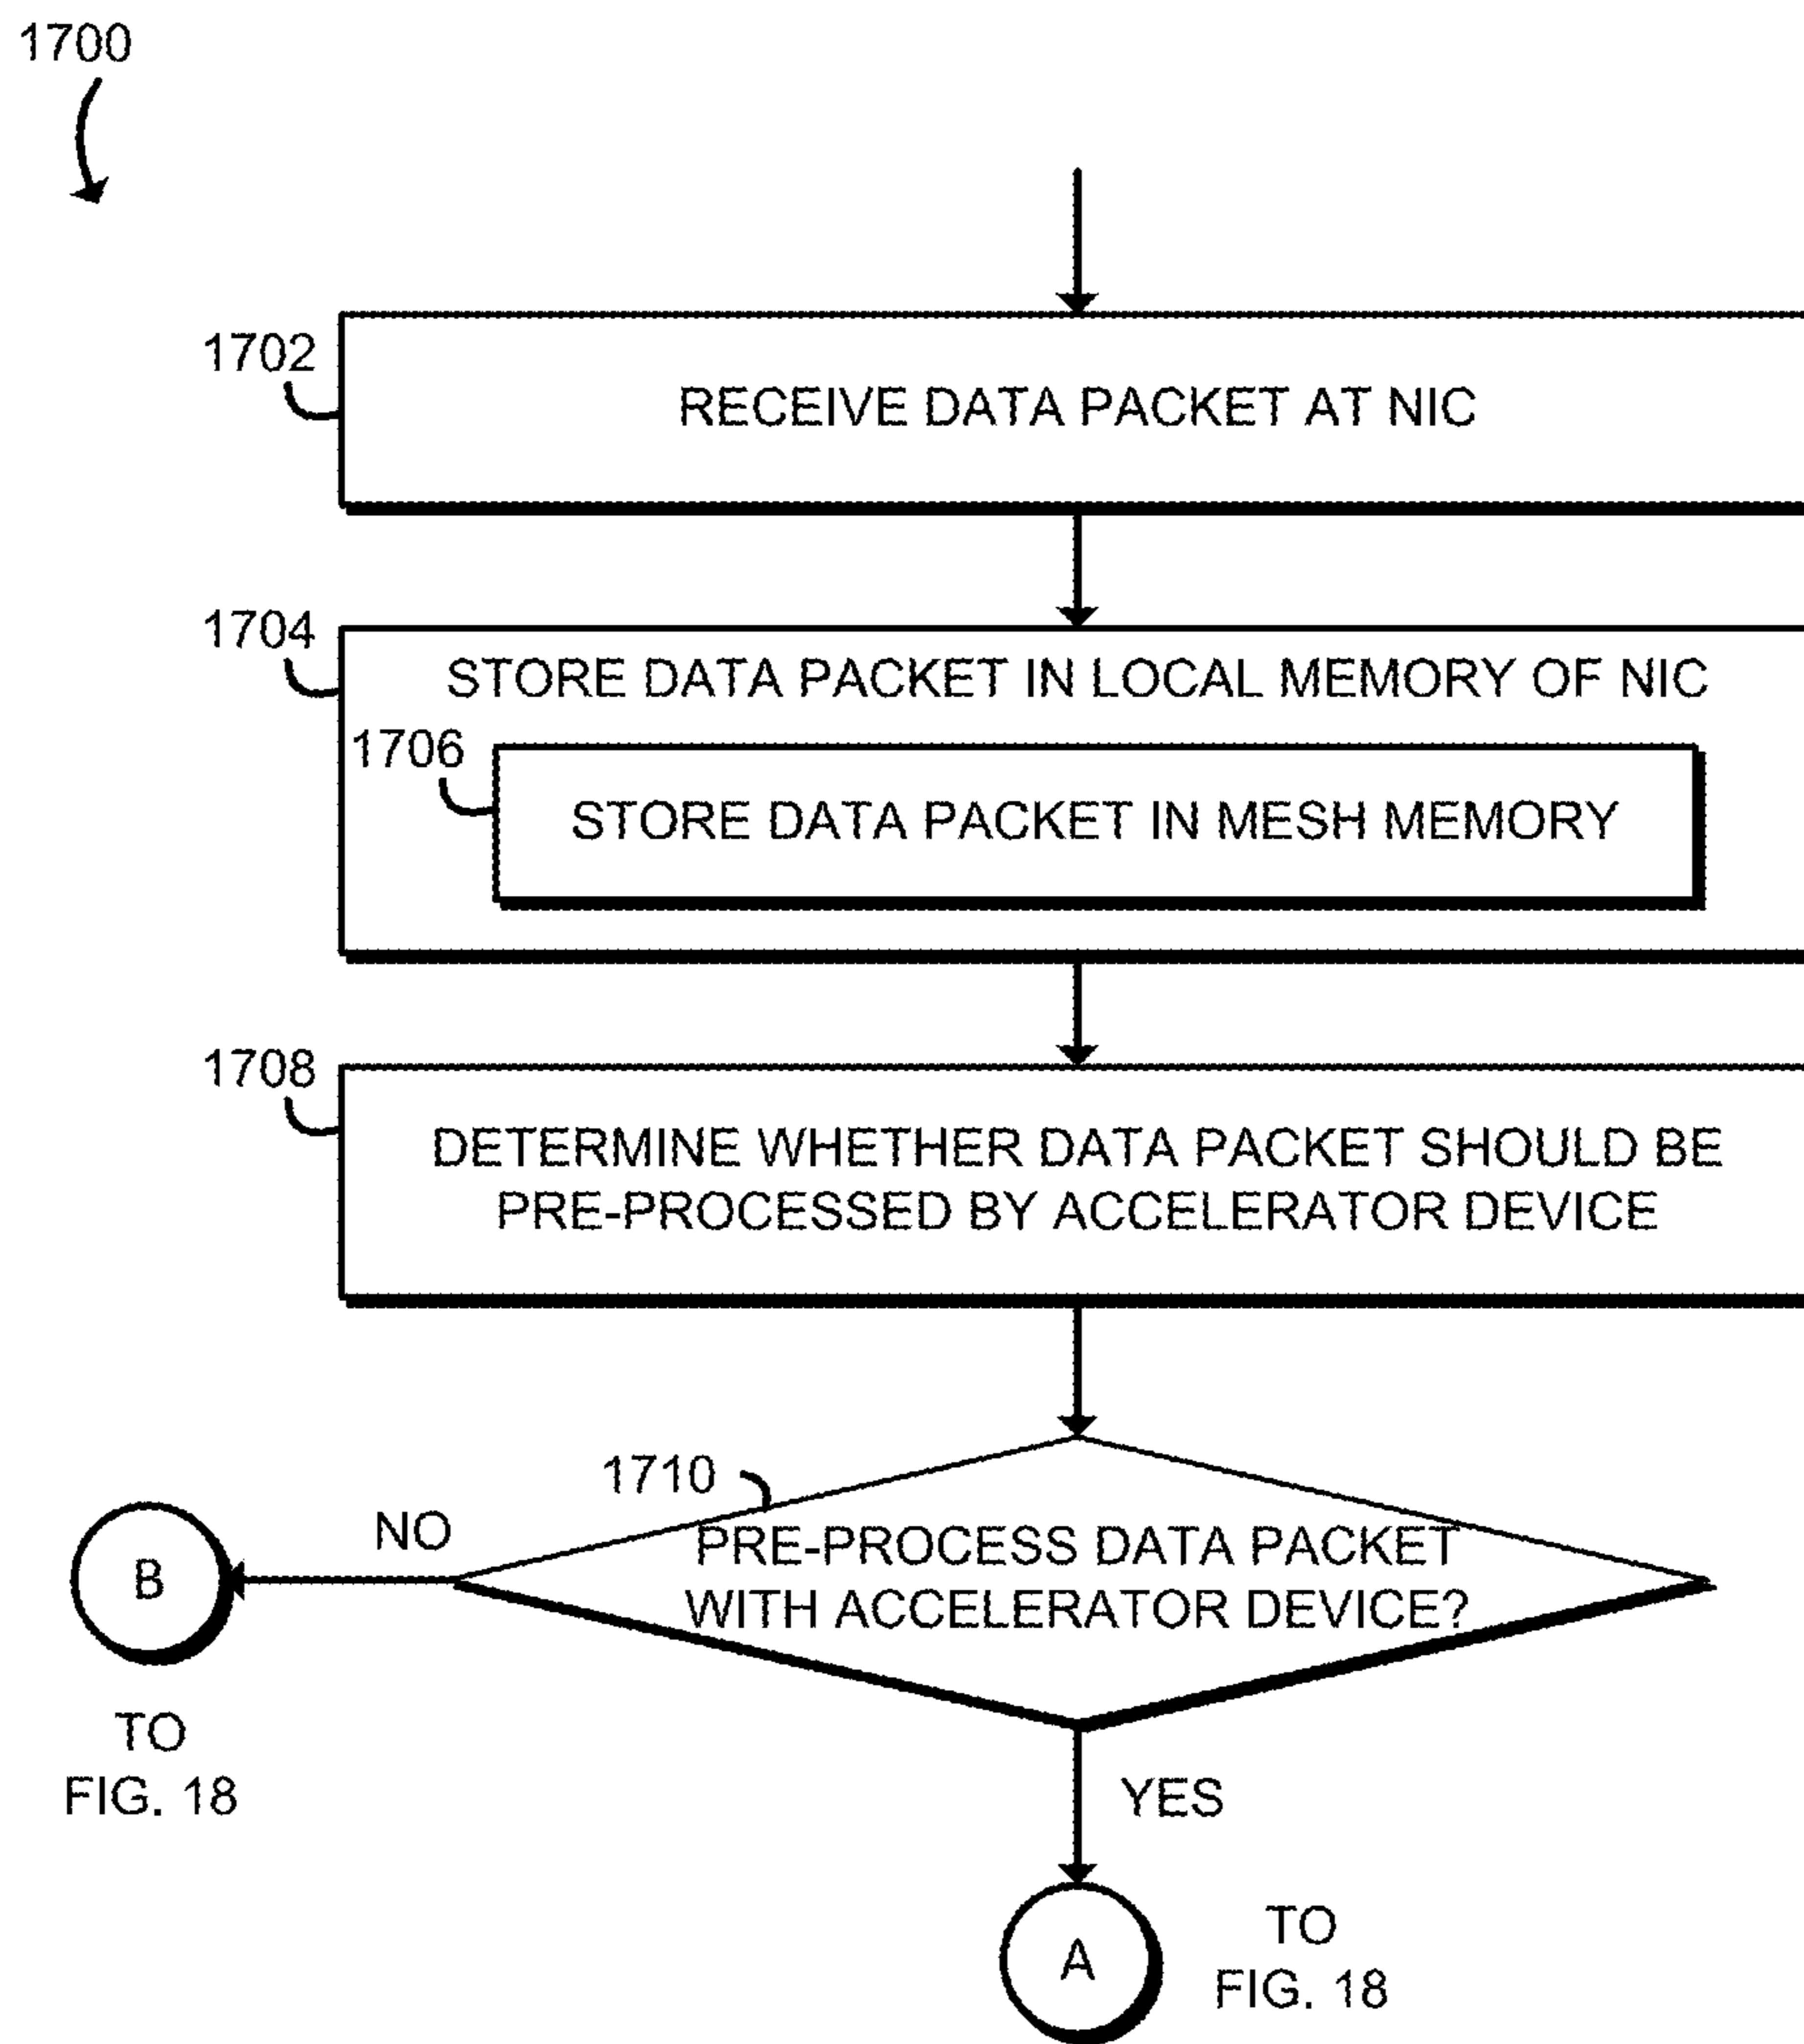 1700
1702
RECEIVE DATA PACKET AT NIC
1704
STORE DATA PACKET IN LOCAL MEMORY OF NIC
1706
STORE DATA PACKET IN MESH MEMORY
1708
DETERMINE WHETHER DATA PACKET SHOULD BE
PRE-PROCESSED BY ACCELERATOR DEVICE
1710
PRE-PROCESS DATA PACKET
WITH ACCELERATOR DEVICE?
NO
B
TO
FIG. 18
YES
A
TO
FIG. 18